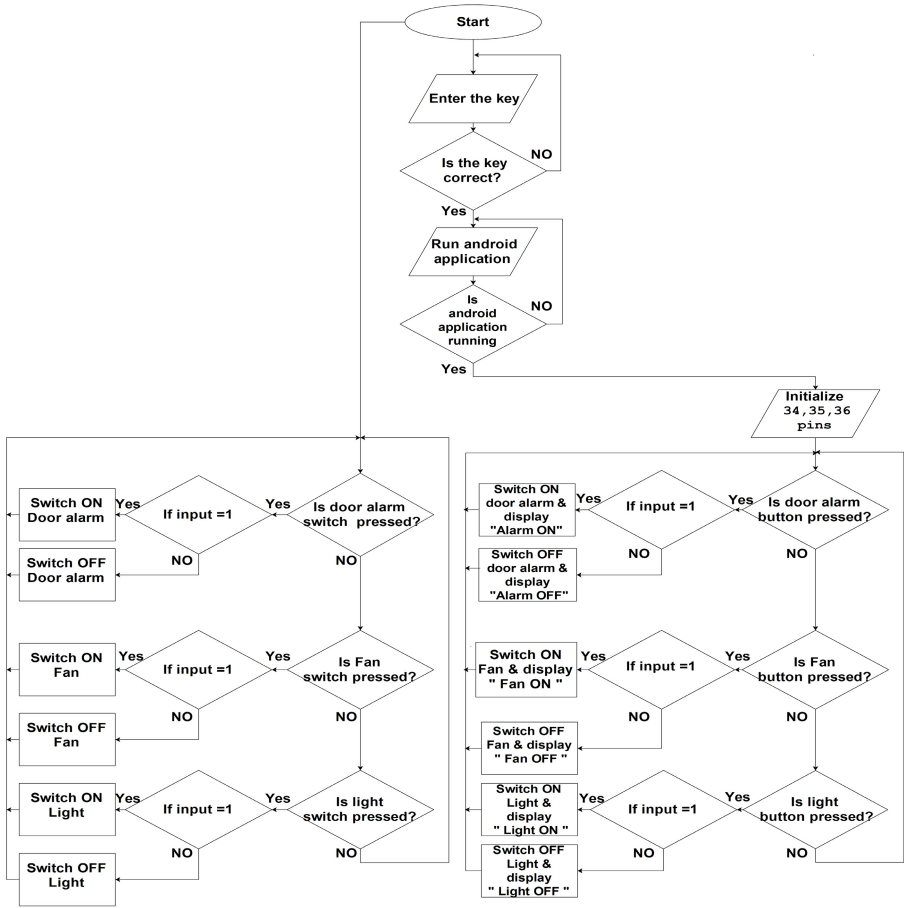 Start
Enter the key
NO
Is the key
correct?
Yes
Run android
application
NO
Is
android
application
running
Yes
Initialize
34,35,36
pins
Switch ON
Door alarm
Yes
If input =1
Yes
Is door alarm
switch pressed?
NO
NO
Switch OFF
Door alarm
Switch ON
Fan
Yes
If input =1
Yes
Is Fan
switch pressed?
NO
NO
Switch OFF
Fan
Switch ON
Light
Yes
If input =1
Yes
Is light
switch pressed?
NO
NO
Switch OFF
Light
Switch ON
door alarm &
display
"Alarm ON"
Yes
If input =1
Yes
Is door alarm
button pressed?
NO
NO
Switch OFF
door alarm &
display
"Alarm OFF"
Switch ON
Fan & display
" Fan ON "
Yes
If input =1
Yes
Is Fan
button pressed?
NO
NO
Switch OFF
Fan & display
" Fan OFF "
Switch ON
Light &
display
" Light ON "
Yes
If input =1
Yes
Is light
button pressed?
NO
NO
Switch OFF
Light &
display
" Light OFF "